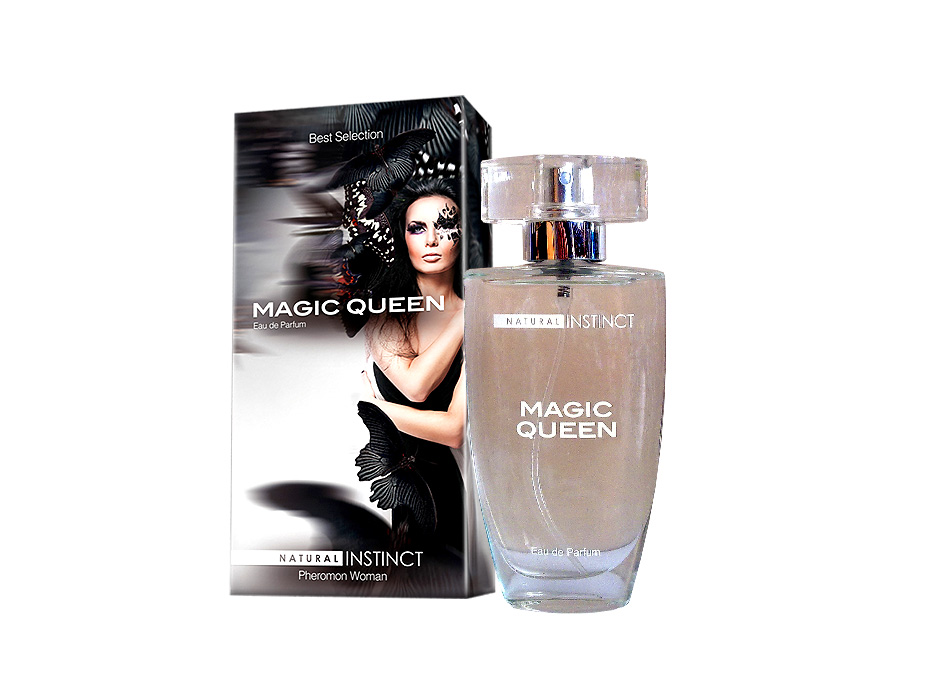 Best Selection
MAGIC QUEEN
Eau de Parfum
NATURAL INSTINCT
Pheromon Woman
NATURAL INSTINCT
MAGIC
QUEEN
Eau de Parfum